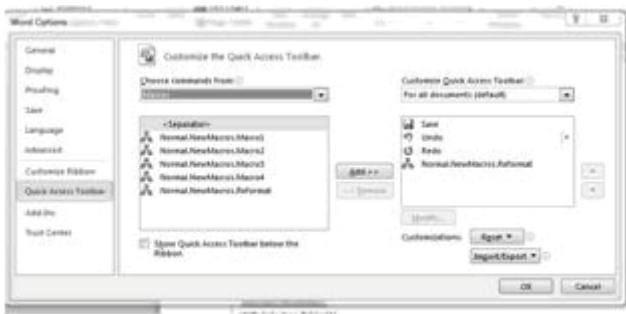 Word Options
General
Display
Proofing
Save
Language
Advanced
Customize Ribbon
Quick Access Toolbar
Add-Ins
Trust Center
Customize the Quick Access Toolbar.
Choose commands from:
Macros
<Separator>
Normal.NewMacros.Macro1
Normal.NewMacros.Macro2
Normal.NewMacros.Macro3
Normal.NewMacros.Macro4
Normal.NewMacros.Reformat
Show Quick Access Toolbar below the
Ribbon
Add >>
<< Remove
Customize Quick Access Toolbar:
For all documents (default)
Save
Undo
Redo
Normal.NewMacros.Reformat
Modify...
Customizations:
Reset
Import/Export
OK
Cancel